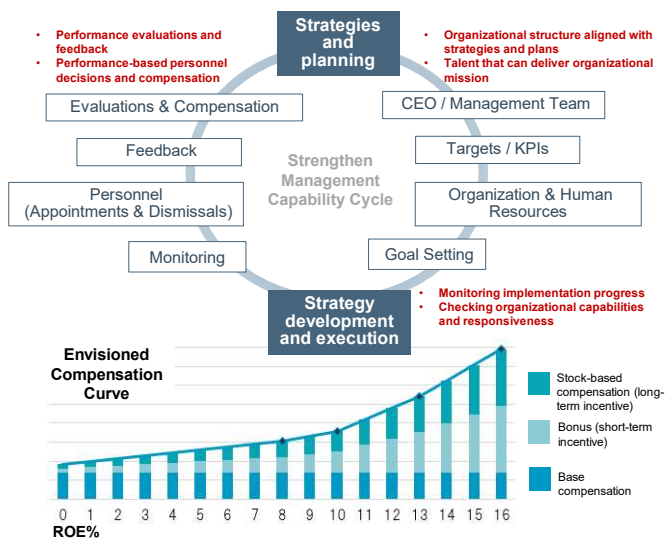 Strategies
and
planning
• Performance evaluations and
feedback
• Performance-based personnel
decisions and compensation
• Organizational structure aligned with
strategies and plans
• Talent that can deliver organizational
mission
Evaluations & Compensation
CEO / Management Team
Feedback
Targets / KPIs
Strengthen
Management
Capability Cycle
Personnel
(Appointments & Dismissals)
Organization & Human
Resources
Monitoring
Goal Setting
Strategy
development
and execution
• Monitoring implementation progress
• Checking organizational capabilities
and responsiveness
Envisioned
Compensation
Curve
Stock-based
compensation (long-
term incentive)
Bonus (short-term
incentive)
Base
compensation
0 1 2 3 4 5 6 7 8 9 10 11 12 13 14 15 16
ROE%